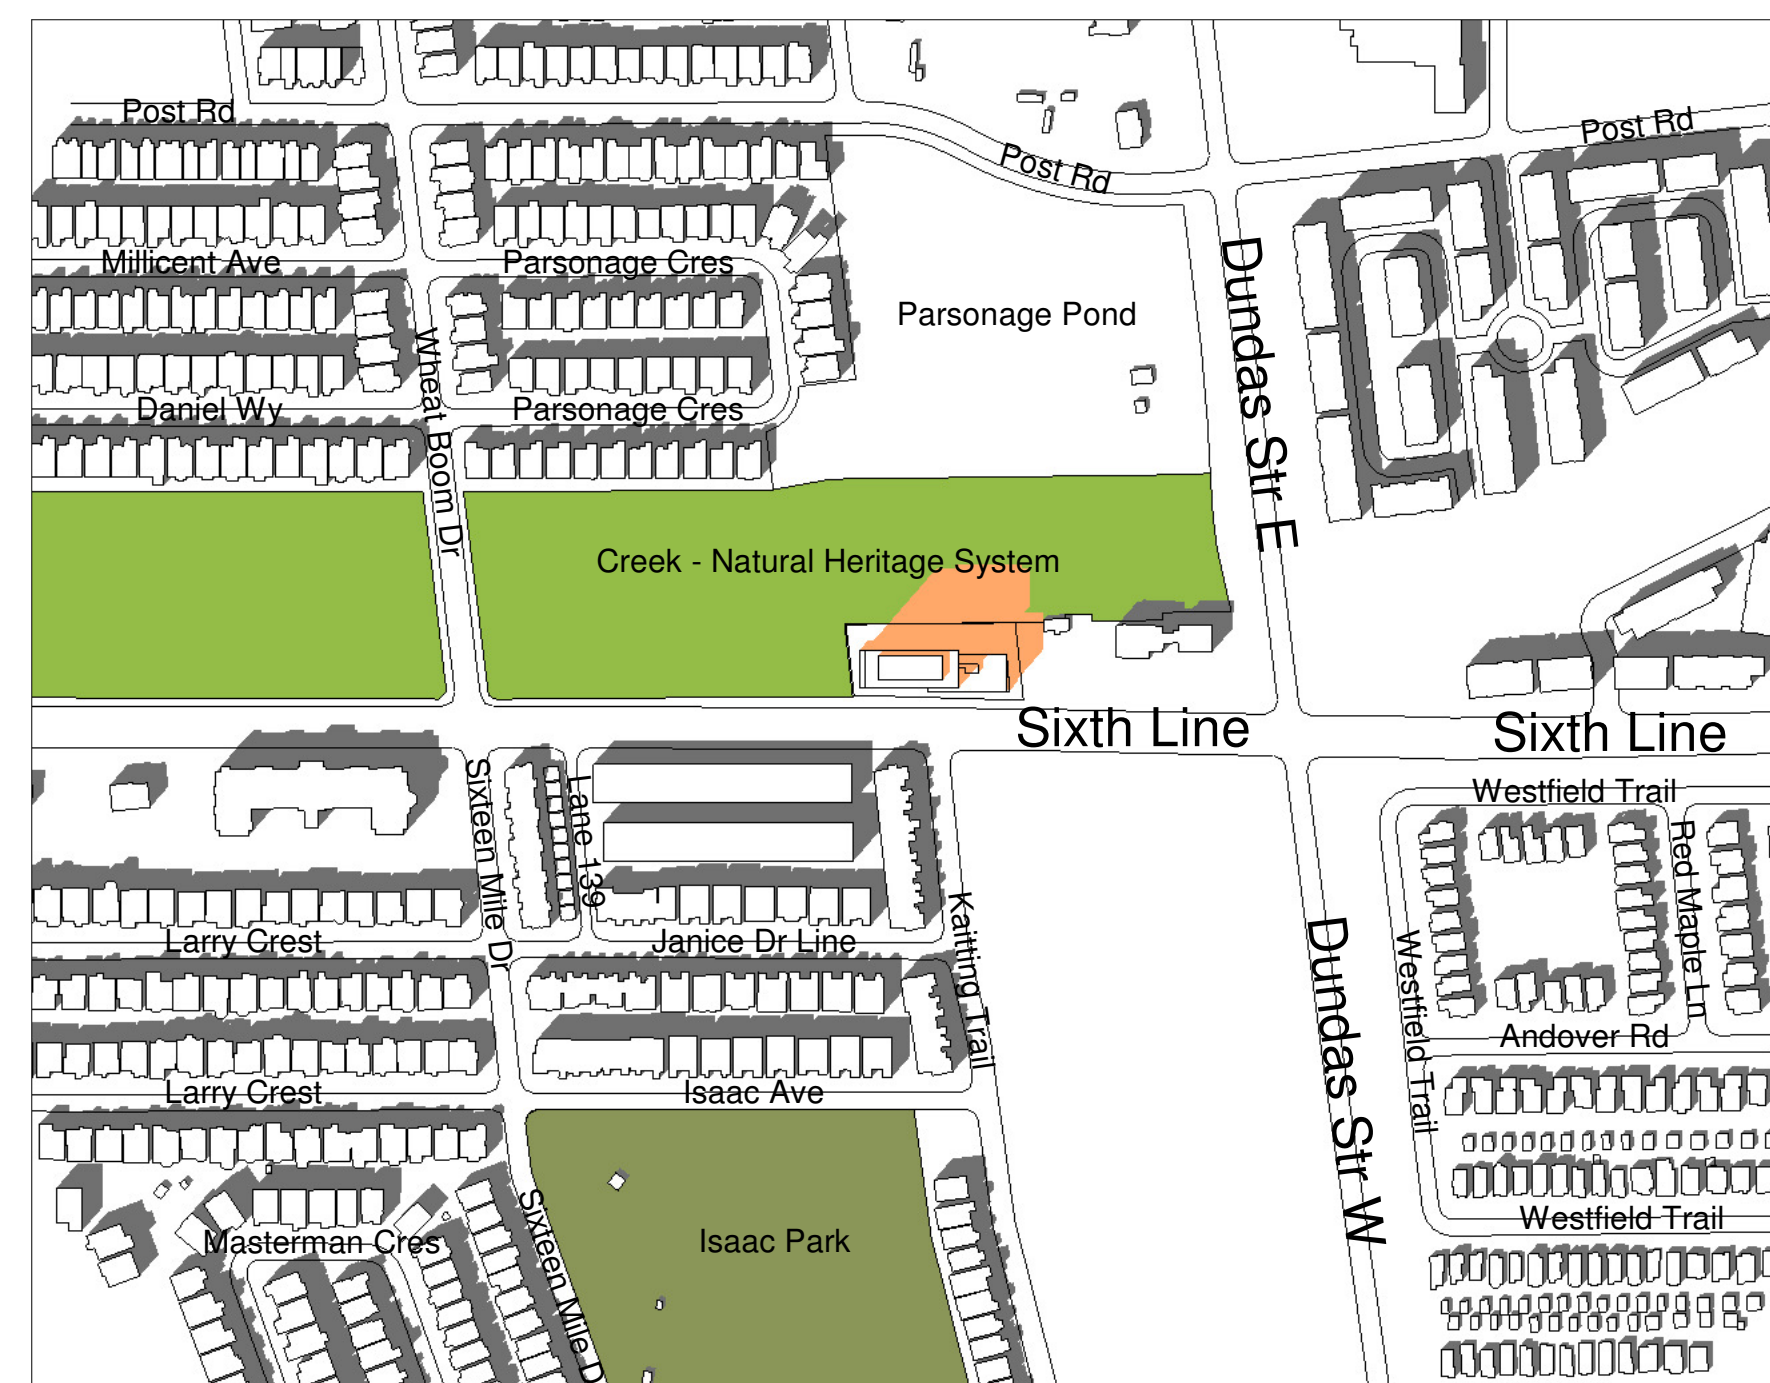 Post Rd
Post Rd
Post Rd
Millicent Ave
Parsonage Cres
Parsonage Pond
Dundas Str E
Wheat Boom Dr
Daniel Wy
Parsonage Cres
Creek - Natural Heritage System
Sixth Line
Sixth Line
Sixteen Mile Dr
Lane 139
Westfield Trail
Red Maple Ln
Larry Crest
Janice Dr Line
Kaitting Trail
Dundas Str W
Westfield Trail
Andover Rd
Larry Crest
Isaac Ave
Sixteen Mile D
Isaac Park
Masterman Cres
Westfield Trail